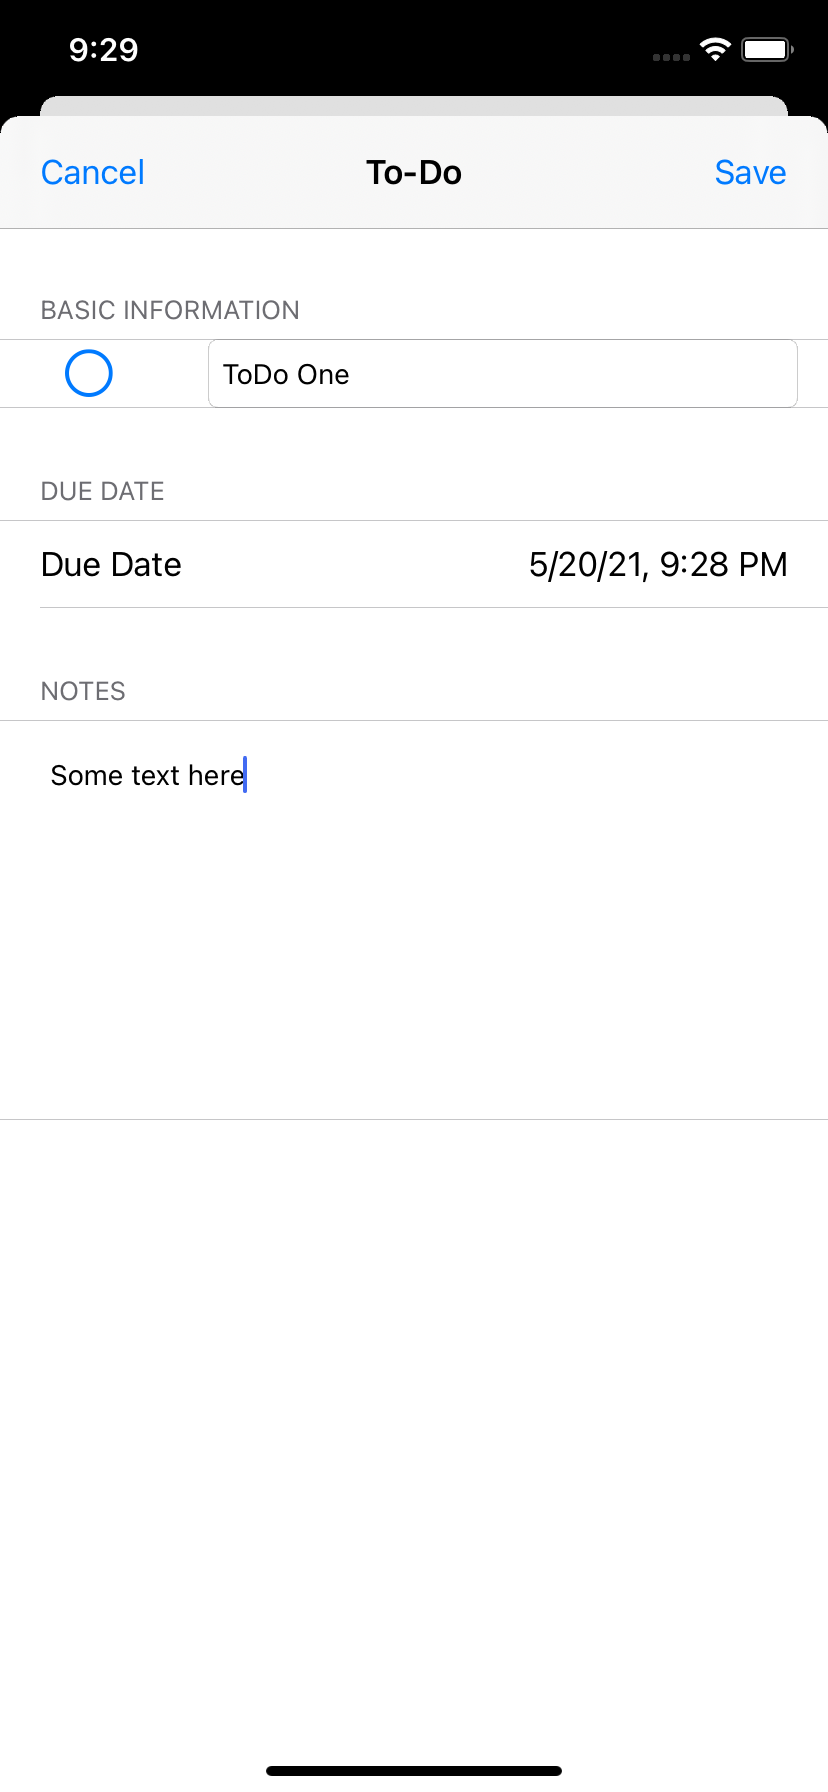 9:29
Cancel To-Do Save
BASIC INFORMATION
ToDo One
DUE DATE
Due Date 5/20/21, 9:28 PM
NOTES
Some text here